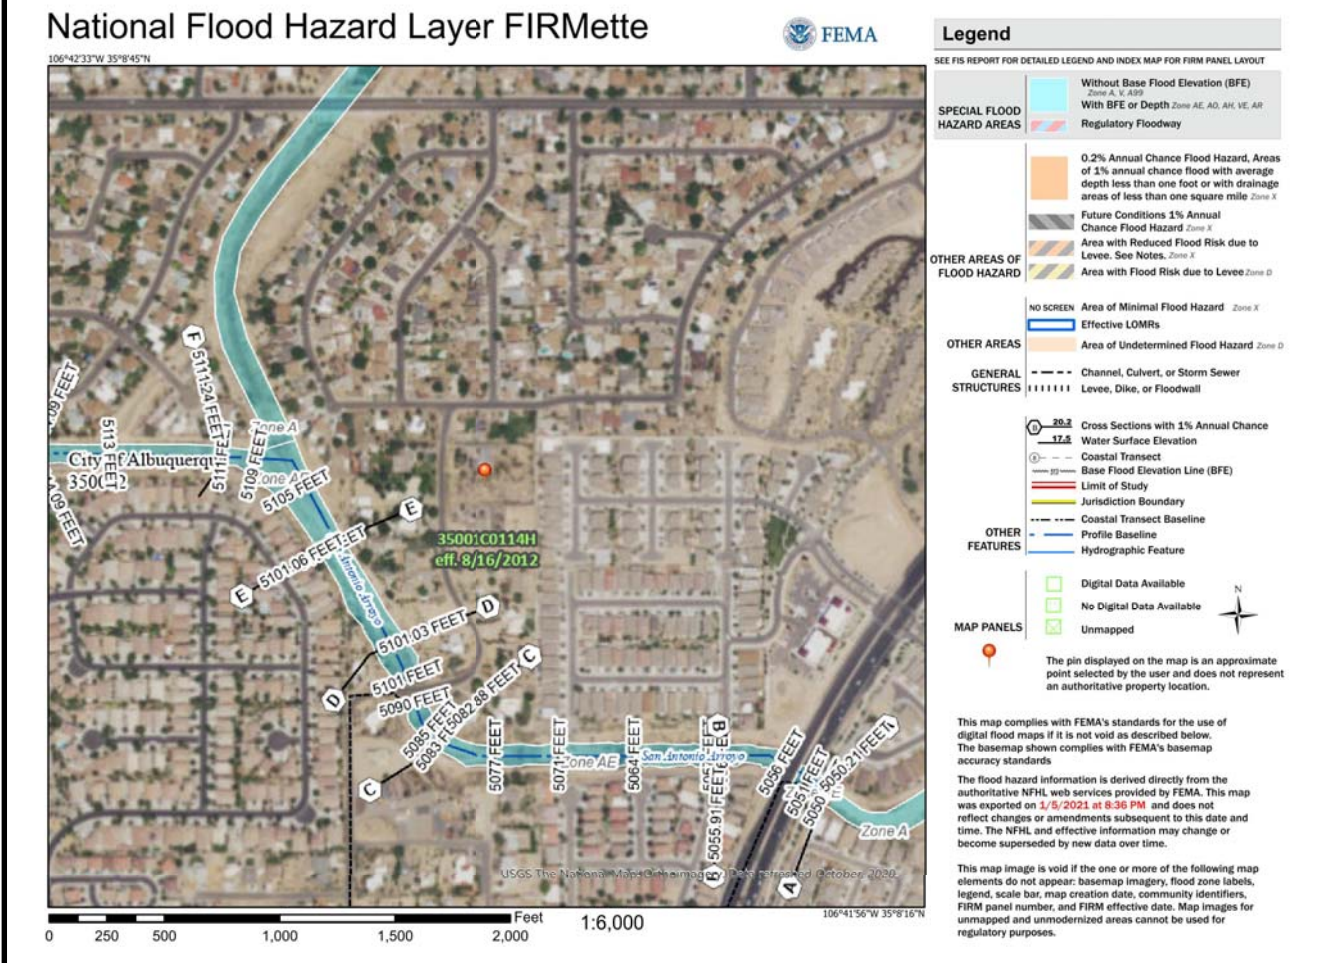 National Flood Hazard Layer FIRMette
FEMA
106°42'33"W 35°8'45"N
F
5111.24 FEET
5113 FEET
5111 FEET
5109 FEET
Zone A
City of Albuquerque
5105 FEET
E
5101.06 FEET
E
35001C0114H
eff. 8/16/2012
D
5101.03 FEET
D
5101 FEET
5090 FEET
5085 FEET
C
5082.88 FEET
C
5077 FEET
5071 FEET
Zone AE
5064 FEET
San Antonio Arroyo
B
5055.91 FEET
B
5056 FEET
5051 FEET
5050.21 FEET
A
Zone A
USGS The National Map: Orthoimagery. Data refreshed October, 2020.
106°41'56"W 35°8'16"N
Feet
1:6,000
0 250 500 1,000 1,500 2,000
Legend
SEE FIS REPORT FOR DETAILED LEGEND AND INDEX MAP FOR FIRM PANEL LAYOUT
SPECIAL FLOOD
HAZARD AREAS
Without Base Flood Elevation (BFE)
Zone A, V, A99
With BFE or Depth Zone AE, AO, AH, VE, AR
Regulatory Floodway
OTHER AREAS OF
FLOOD HAZARD
0.2% Annual Chance Flood Hazard, Areas
of 1% annual chance flood with average
depth less than one foot or with drainage
areas of less than one square mile Zone X
Future Conditions 1% Annual
Chance Flood Hazard Zone X
Area with Reduced Flood Risk due to
Levee. See Notes. Zone X
Area with Flood Risk due to Levee Zone D
OTHER AREAS
NO SCREEN Area of Minimal Flood Hazard Zone X
Effective LOMRs
Area of Undetermined Flood Hazard Zone D
GENERAL
STRUCTURES
Channel, Culvert, or Storm Sewer
Levee, Dike, or Floodwall
OTHER
FEATURES
B 20.2 Cross Sections with 1% Annual Chance
17.5 Water Surface Elevation
8 Coastal Transect
513 Base Flood Elevation Line (BFE)
Limit of Study
Jurisdiction Boundary
Coastal Transect Baseline
Profile Baseline
Hydrographic Feature
MAP PANELS
Digital Data Available
No Digital Data Available
Unmapped
N
The pin displayed on the map is an approximate
point selected by the user and does not represent
an authoritative property location.
This map complies with FEMA's standards for the use of
digital flood maps if it is not void as described below.
The basemap shown complies with FEMA's basemap
accuracy standards
The flood hazard information is derived directly from the
authoritative NFHL web services provided by FEMA. This map
was exported on 1/5/2021 at 8:36 PM and does not
reflect changes or amendments subsequent to this date and
time. The NFHL and effective information may change or
become superseded by new data over time.
This map image is void if the one or more of the following map
elements do not appear: basemap imagery, flood zone labels,
legend, scale bar, map creation date, community identifiers,
FIRM panel number, and FIRM effective date. Map images for
unmapped and unmodernized areas cannot be used for
regulatory purposes.